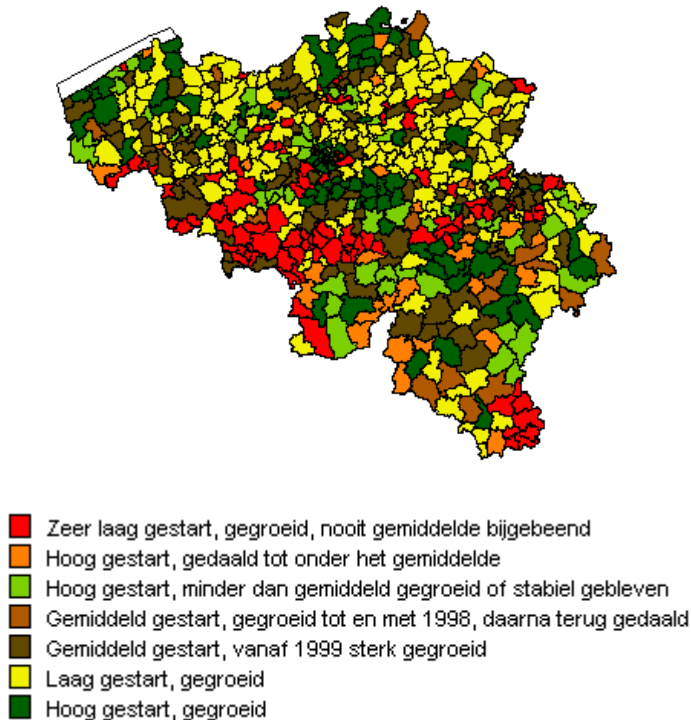 Zeer laag gestart, gegroeid, nooit gemiddelde bijgebeend
Hoog gestart, gedaald tot onder het gemiddelde
Hoog gestart, minder dan gemiddeld gegroeid of stabiel gebleven
Gemiddeld gestart, gegroeid tot en met 1998, daarna terug gedaald
Gemiddeld gestart, vanaf 1999 sterk gegroeid
Laag gestart, gegroeid
Hoog gestart, gegroeid